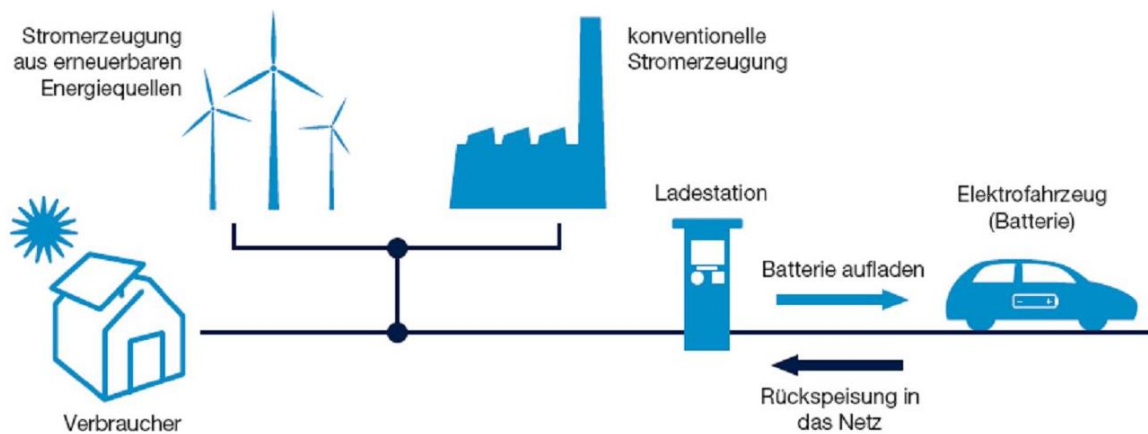 Stromerzeugung
aus erneuerbaren
Energiequellen
konventionelle
Stromerzeugung
Ladestation
Elektrofahrzeug
(Batterie)
Batterie aufladen
Rückspeisung in
das Netz
Verbraucher